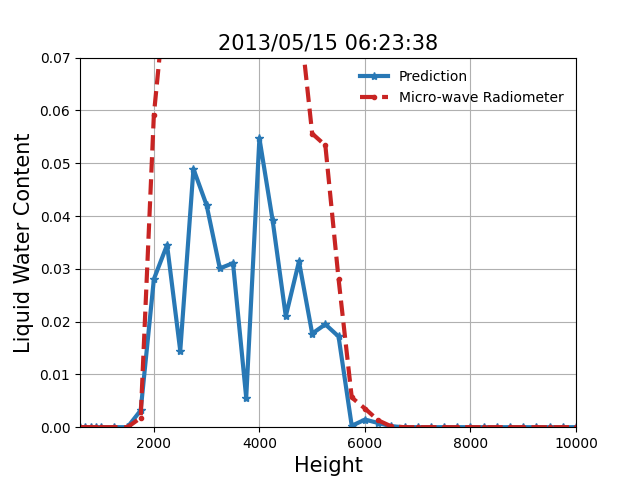 2013/05/15 06:23:38
Liquid Water Content
0.07
0.06
0.05
0.04
0.03
0.02
0.01
0.00
Prediction
Micro-wave Radiometer
2000 4000 6000 8000 10000
Height